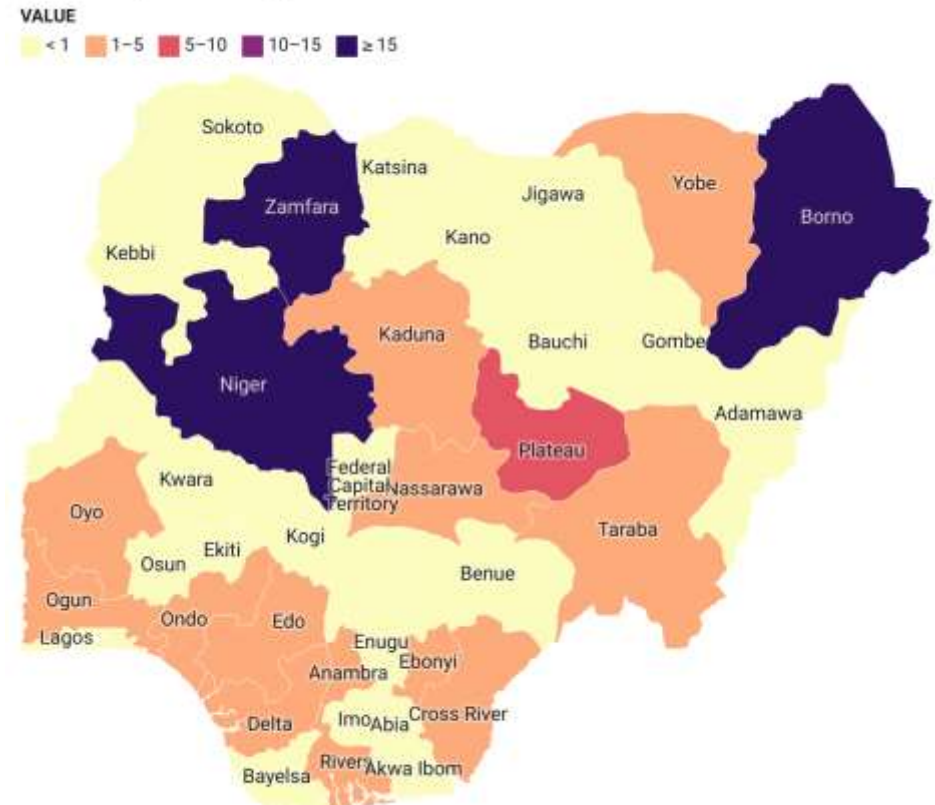 VALUE
< 1 1–5 5–10 10–15 ≥ 15
Sokoto
Katsina
Yobe
Jigawa
Zamfara
Borno
Kano
Kebbi
Kaduna
Bauchi
Gombe
Niger
Adamawa
Plateau
Federal
Capital
Territory
Nassarawa
Kwara
Oyo
Taraba
Kogi
Ekiti
Osun
Benue
Ogun
Ondo
Edo
Lagos
Enugu
Ebonyi
Anambra
Cross River
Imo
Abia
Delta
Rivers
Akwa Ibom
Bayelsa